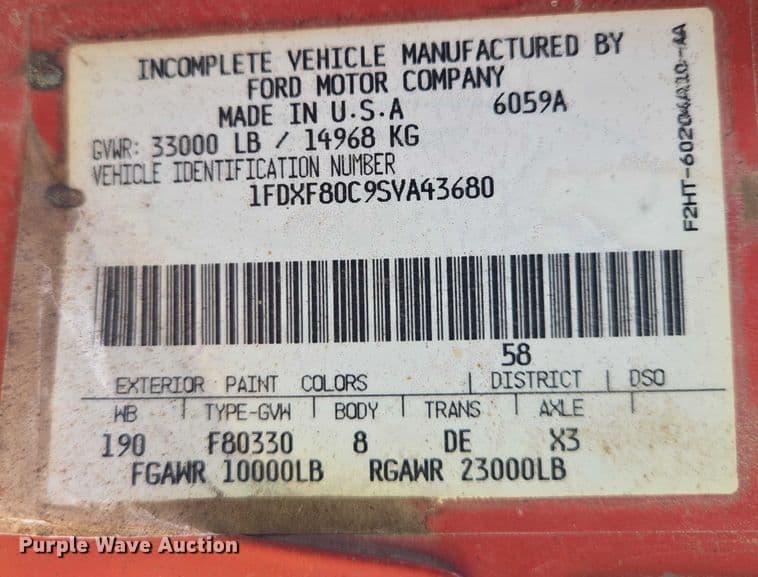 INCOMPLETE VEHICLE MANUFACTURED BY
FORD MOTOR COMPANY
MADE IN U.S.A 6059A
GVWR: 33000 LB / 14968 KG
VEHICLE IDENTIFICATION NUMBER
1FDXF80C9SVA43680
F2HT-6020404A10-AA
58
EXTERIOR PAINT COLORS DISTRICT DSO
WB TYPE-GVW BODY TRANS AXLE
190 F80330 8 DE X3
FGAWR 10000LB RGAWR 23000LB
Purple Wave Auction